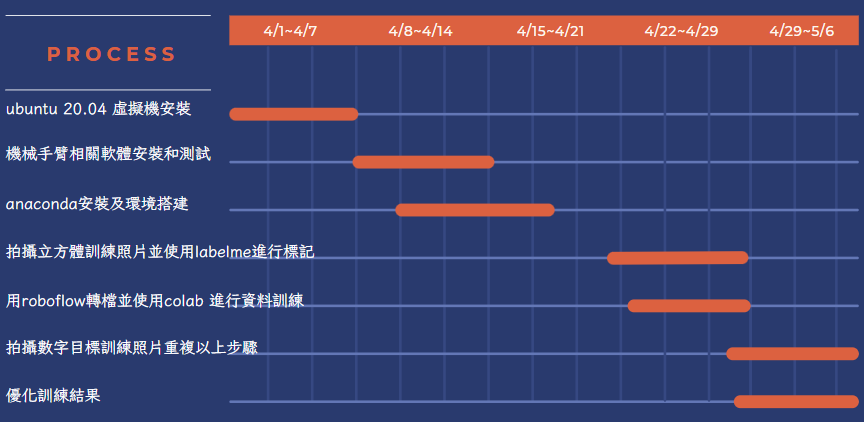 4/1~4/7 4/8~4/14 4/15~4/21 4/22~4/29 4/29~5/6
PROCESS
ubuntu 20.04 虛擬機安裝
機械手臂相關軟體安裝和測試
anaconda安裝及環境搭建
拍攝立方體訓練照片並使用labelme進行標記
用roboflow轉檔並使用colab 進行資料訓練
拍攝數字目標訓練照片重複以上步驟
優化訓練結果